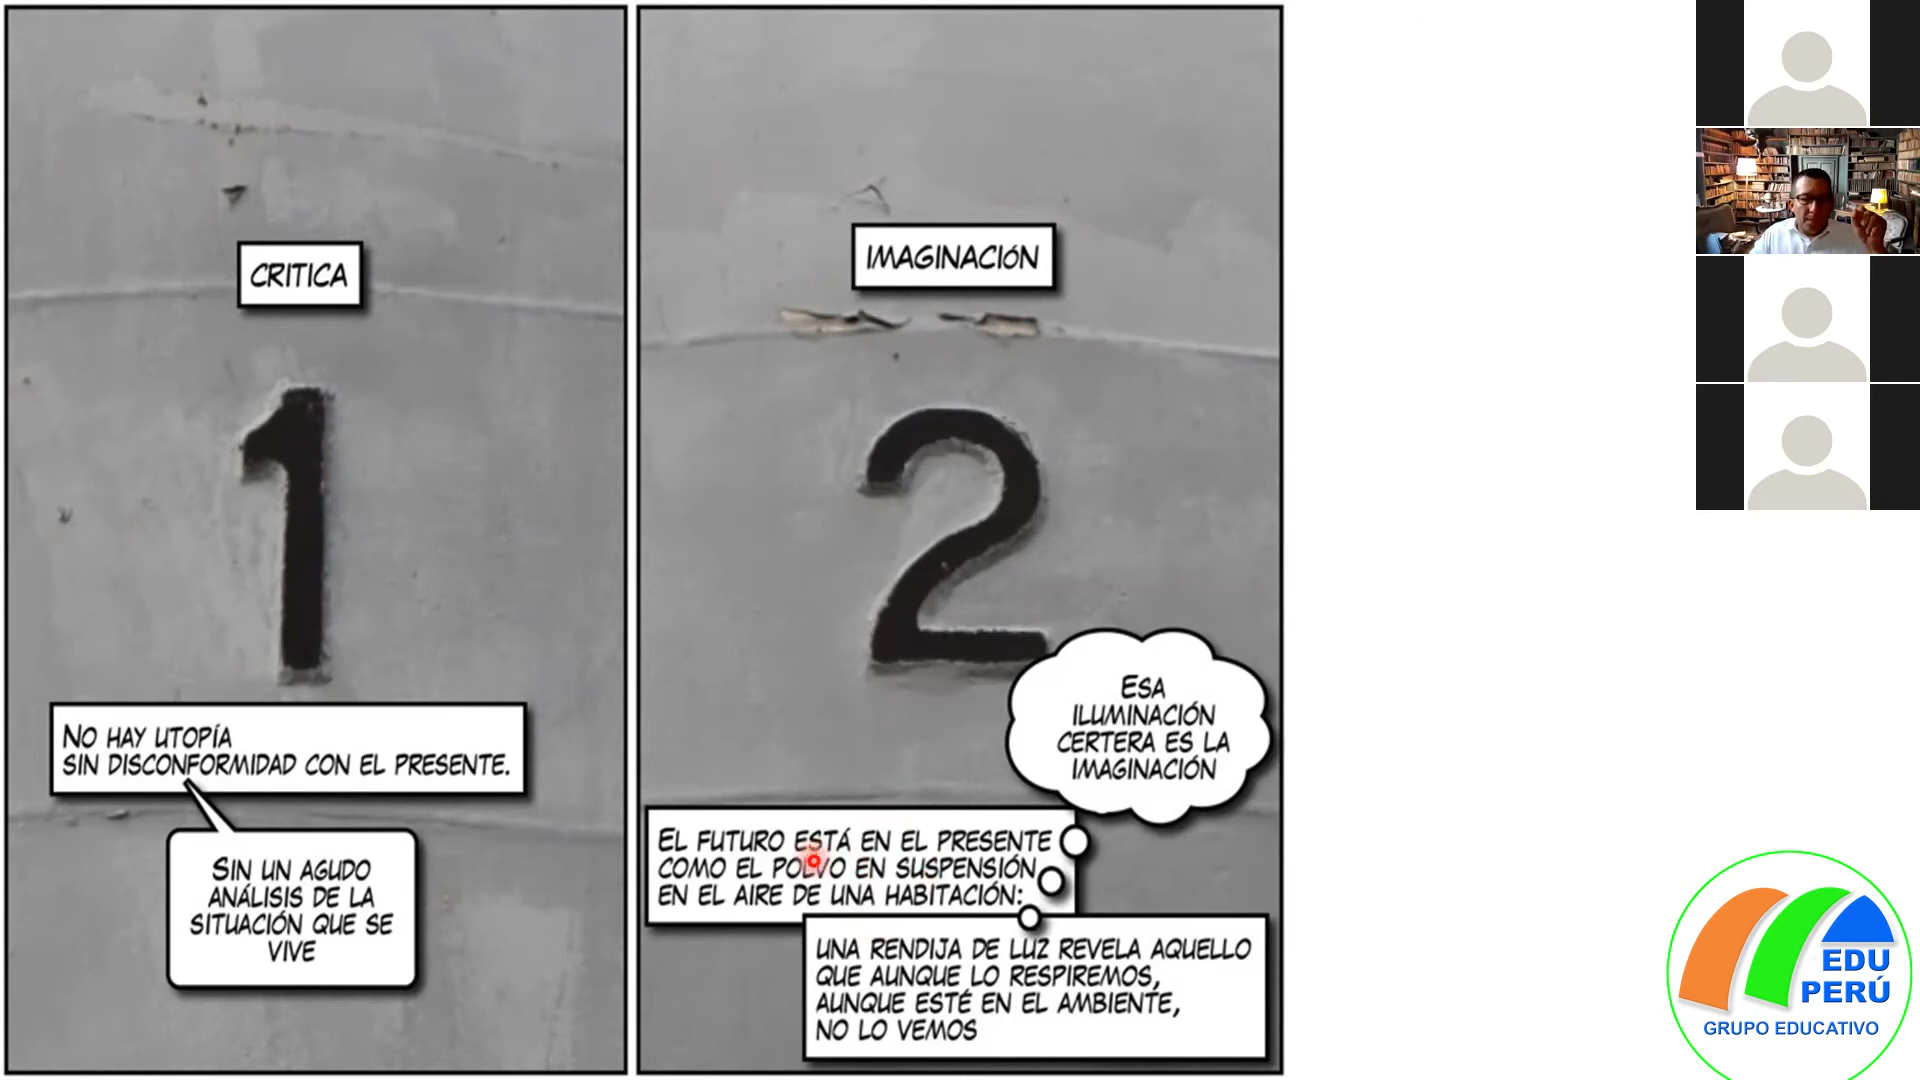 CRITICA
1
NO HAY UTOPÍA
SIN DISCONFORMIDAD CON EL PRESENTE.
SIN UN AGUDO
ANÁLISIS DE LA
SITUACIÓN QUE SE
VIVE
IMAGINACIÓN
2
ESA
ILUMINACIÓN
CERTERA ES LA
IMAGINACIÓN
EL FUTURO ESTÁ EN EL PRESENTE
COMO EL POLVO EN SUSPENSIÓN
EN EL AIRE DE UNA HABITACIÓN:
UNA RENDIJA DE LUZ REVELA AQUELLO
QUE AUNQUE LO RESPIREMOS,
AUNQUE ESTÉ EN EL AMBIENTE,
NO LO VEMOS
EDU
PERÚ
GRUPO EDUCATIVO